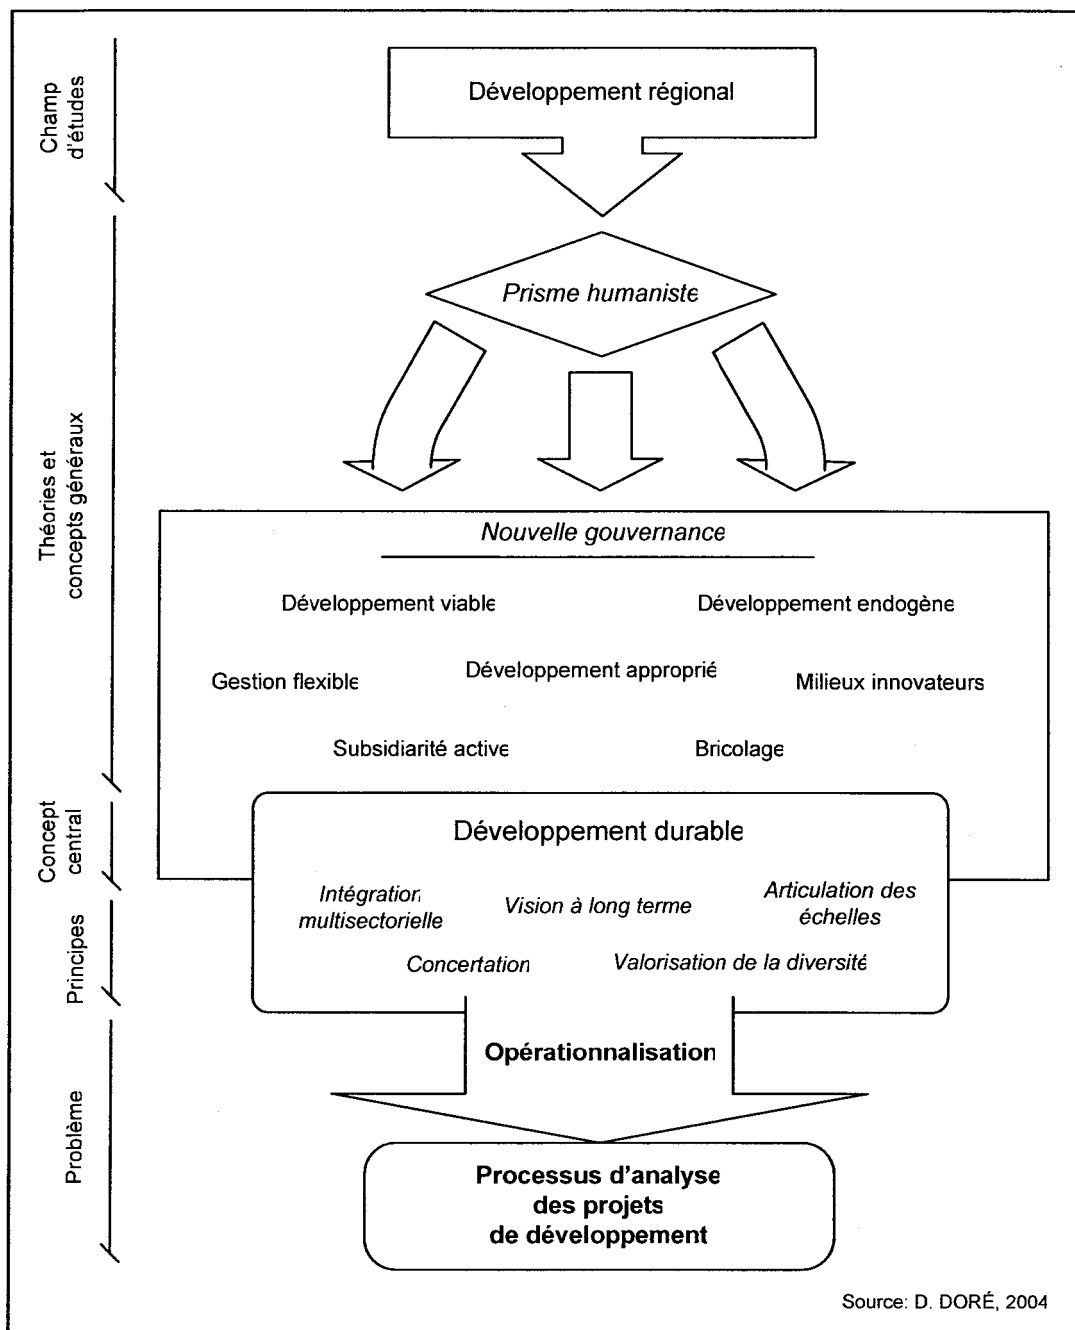 Champ
d'études
Développement régional
Théories et
concepts généraux
Prisme humaniste
Nouvelle gouvernance
Développement viable
Développement endogène
Gestion flexible
Développement approprié
Milieux innovateurs
Subsidiarité active
Bricolage
Concept
central
Développement durable
Principes
Intégration
multisectorielle
Vision à long terme
Articulation des
échelles
Concertation
Valorisation de la diversité
Problème
Opérationnalisation
Processus d'analyse
des projets
de développement
Source: D. DORÉ, 2004